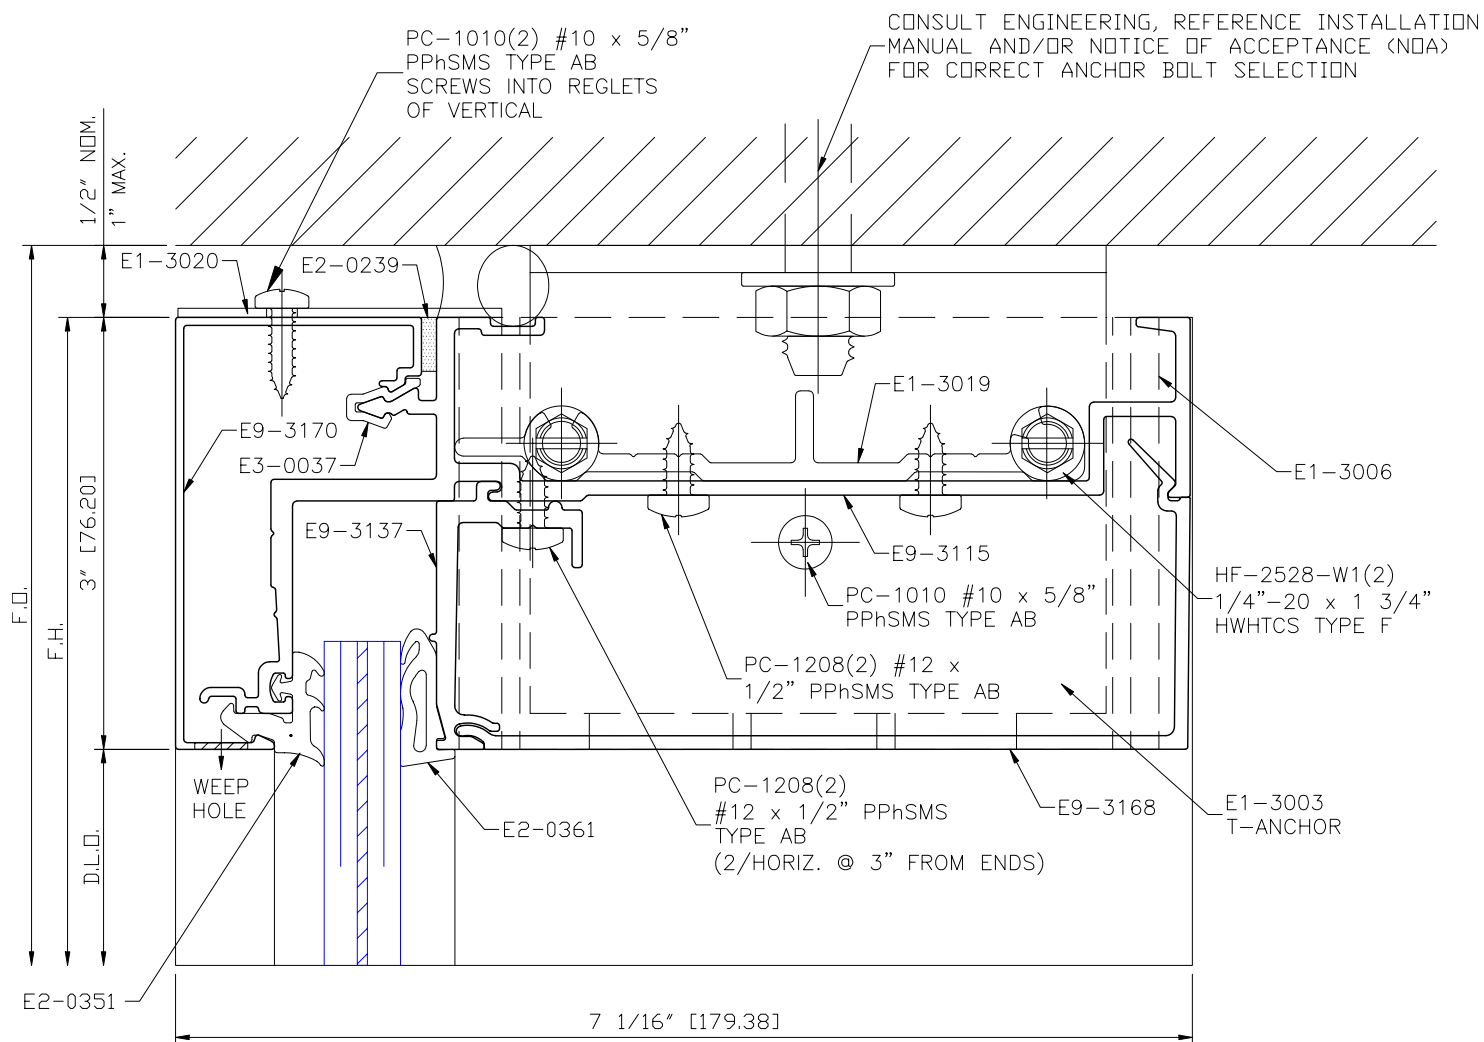 CONSULT ENGINEERING, REFERENCE INSTALLATION
MANUAL AND/OR NOTICE OF ACCEPTANCE (NOA)
FOR CORRECT ANCHOR BOLT SELECTION
PC-1010(2) #10 x 5/8"
PPhSMS TYPE AB
SCREWS INTO REGLETS
OF VERTICAL
1/2" NOM.
1" MAX.
E1-3020
E2-0239
E1-3019
E9-3170
E3-0037
E1-3006
3" [76.20]
E9-3137
E9-3115
HF-2528-W1(2)
1/4"-20 x 1 3/4"
HWHTCS TYPE F
PC-1010 #10 x 5/8"
PPhSMS TYPE AB
F.O.
F.H.
PC-1208(2) #12 x
1/2" PPhSMS TYPE AB
WEEP
HOLE
PC-1208(2)
#12 x 1/2" PPhSMS
TYPE AB
(2/HORIZ. @ 3" FROM ENDS)
E9-3168
E1-3003
T-ANCHOR
E2-0361
D.L.O.
E2-0351
7 1/16" [179.38]